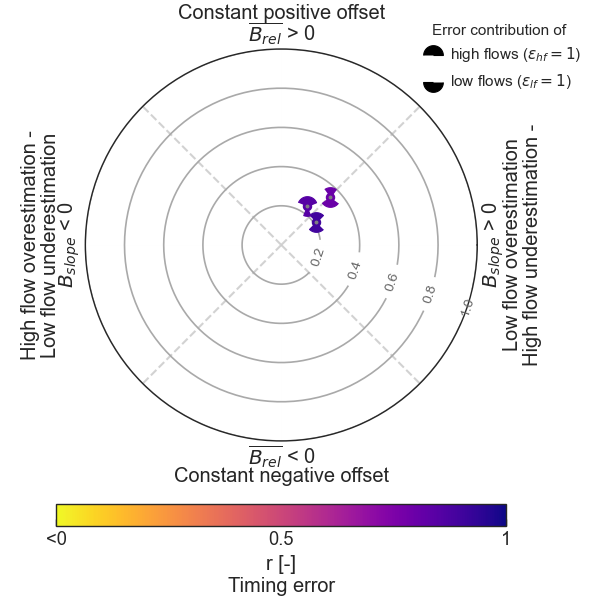 Constant positive offset
$\overline{B_{rel}}$ > 0
Error contribution of
high flows ($\epsilon_{hf}$ = 1)
low flows ($\epsilon_{lf}$ = 1)
High flow overestimation -
Low flow underestimation
$B_{slope}$ < 0
0.2
0.4
0.6
0.8
1.0
$B_{slope}$ > 0
Low flow overestimation -
High flow underestimation
$\overline{B_{rel}}$ < 0
Constant negative offset
<0 0.5 1
r [-]
Timing error